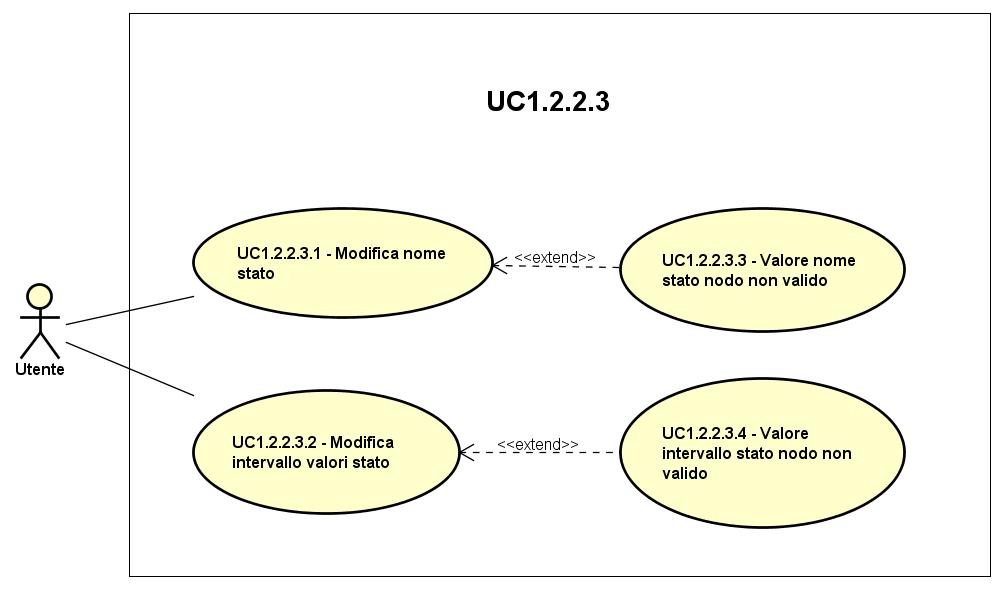 UC1.2.2.3
UC1.2.2.3.1 - Modifica nome
stato
<<extend>>
UC1.2.2.3.3 - Valore nome
stato nodo non valido
Utente
UC1.2.2.3.2 - Modifica
intervallo valori stato
<<extend>>
UC1.2.2.3.4 - Valore
intervallo stato nodo non
valido